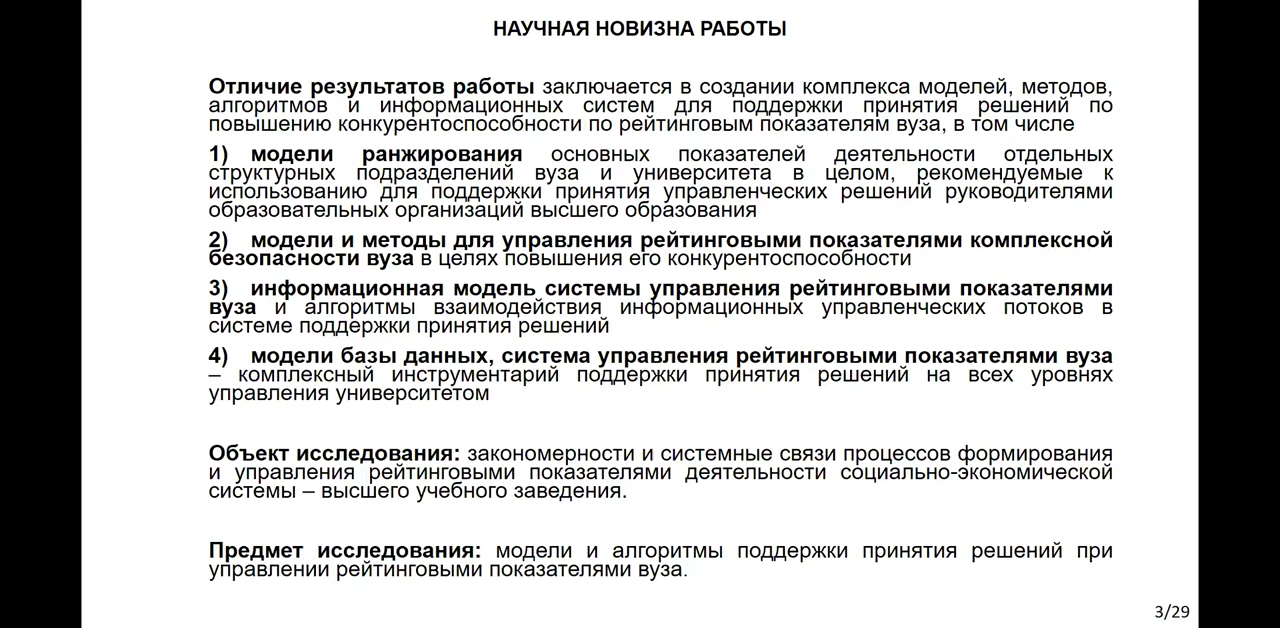 НАУЧНАЯ НОВИЗНА РАБОТЫ
Отличие результатов работы заключается в создании комплекса моделей, методов,
алгоритмов и информационных систем для поддержки принятия решений по
повышению конкурентоспособности по рейтинговым показателям вуза, в том числе
1) модели ранжирования основных показателей деятельности отдельных
структурных подразделений вуза и университета в целом, рекомендуемые к
использованию для поддержки принятия управленческих решений руководителями
образовательных организаций высшего образования
2) модели и методы для управления рейтинговыми показателями комплексной
безопасности вуза в целях повышения его конкурентоспособности
3) информационная модель системы управления рейтинговыми показателями
вуза и алгоритмы взаимодействия информационных управленческих потоков в
системе поддержки принятия решений
4) модели базы данных, система управления рейтинговыми показателями вуза
– комплексный инструментарий поддержки принятия решений на всех уровнях
управления университетом
Объект исследования: закономерности и системные связи процессов формирования
и управления рейтинговыми показателями деятельности социально-экономической
системы – высшего учебного заведения.
Предмет исследования: модели и алгоритмы поддержки принятия решений при
управлении рейтинговыми показателями вуза.
3/29